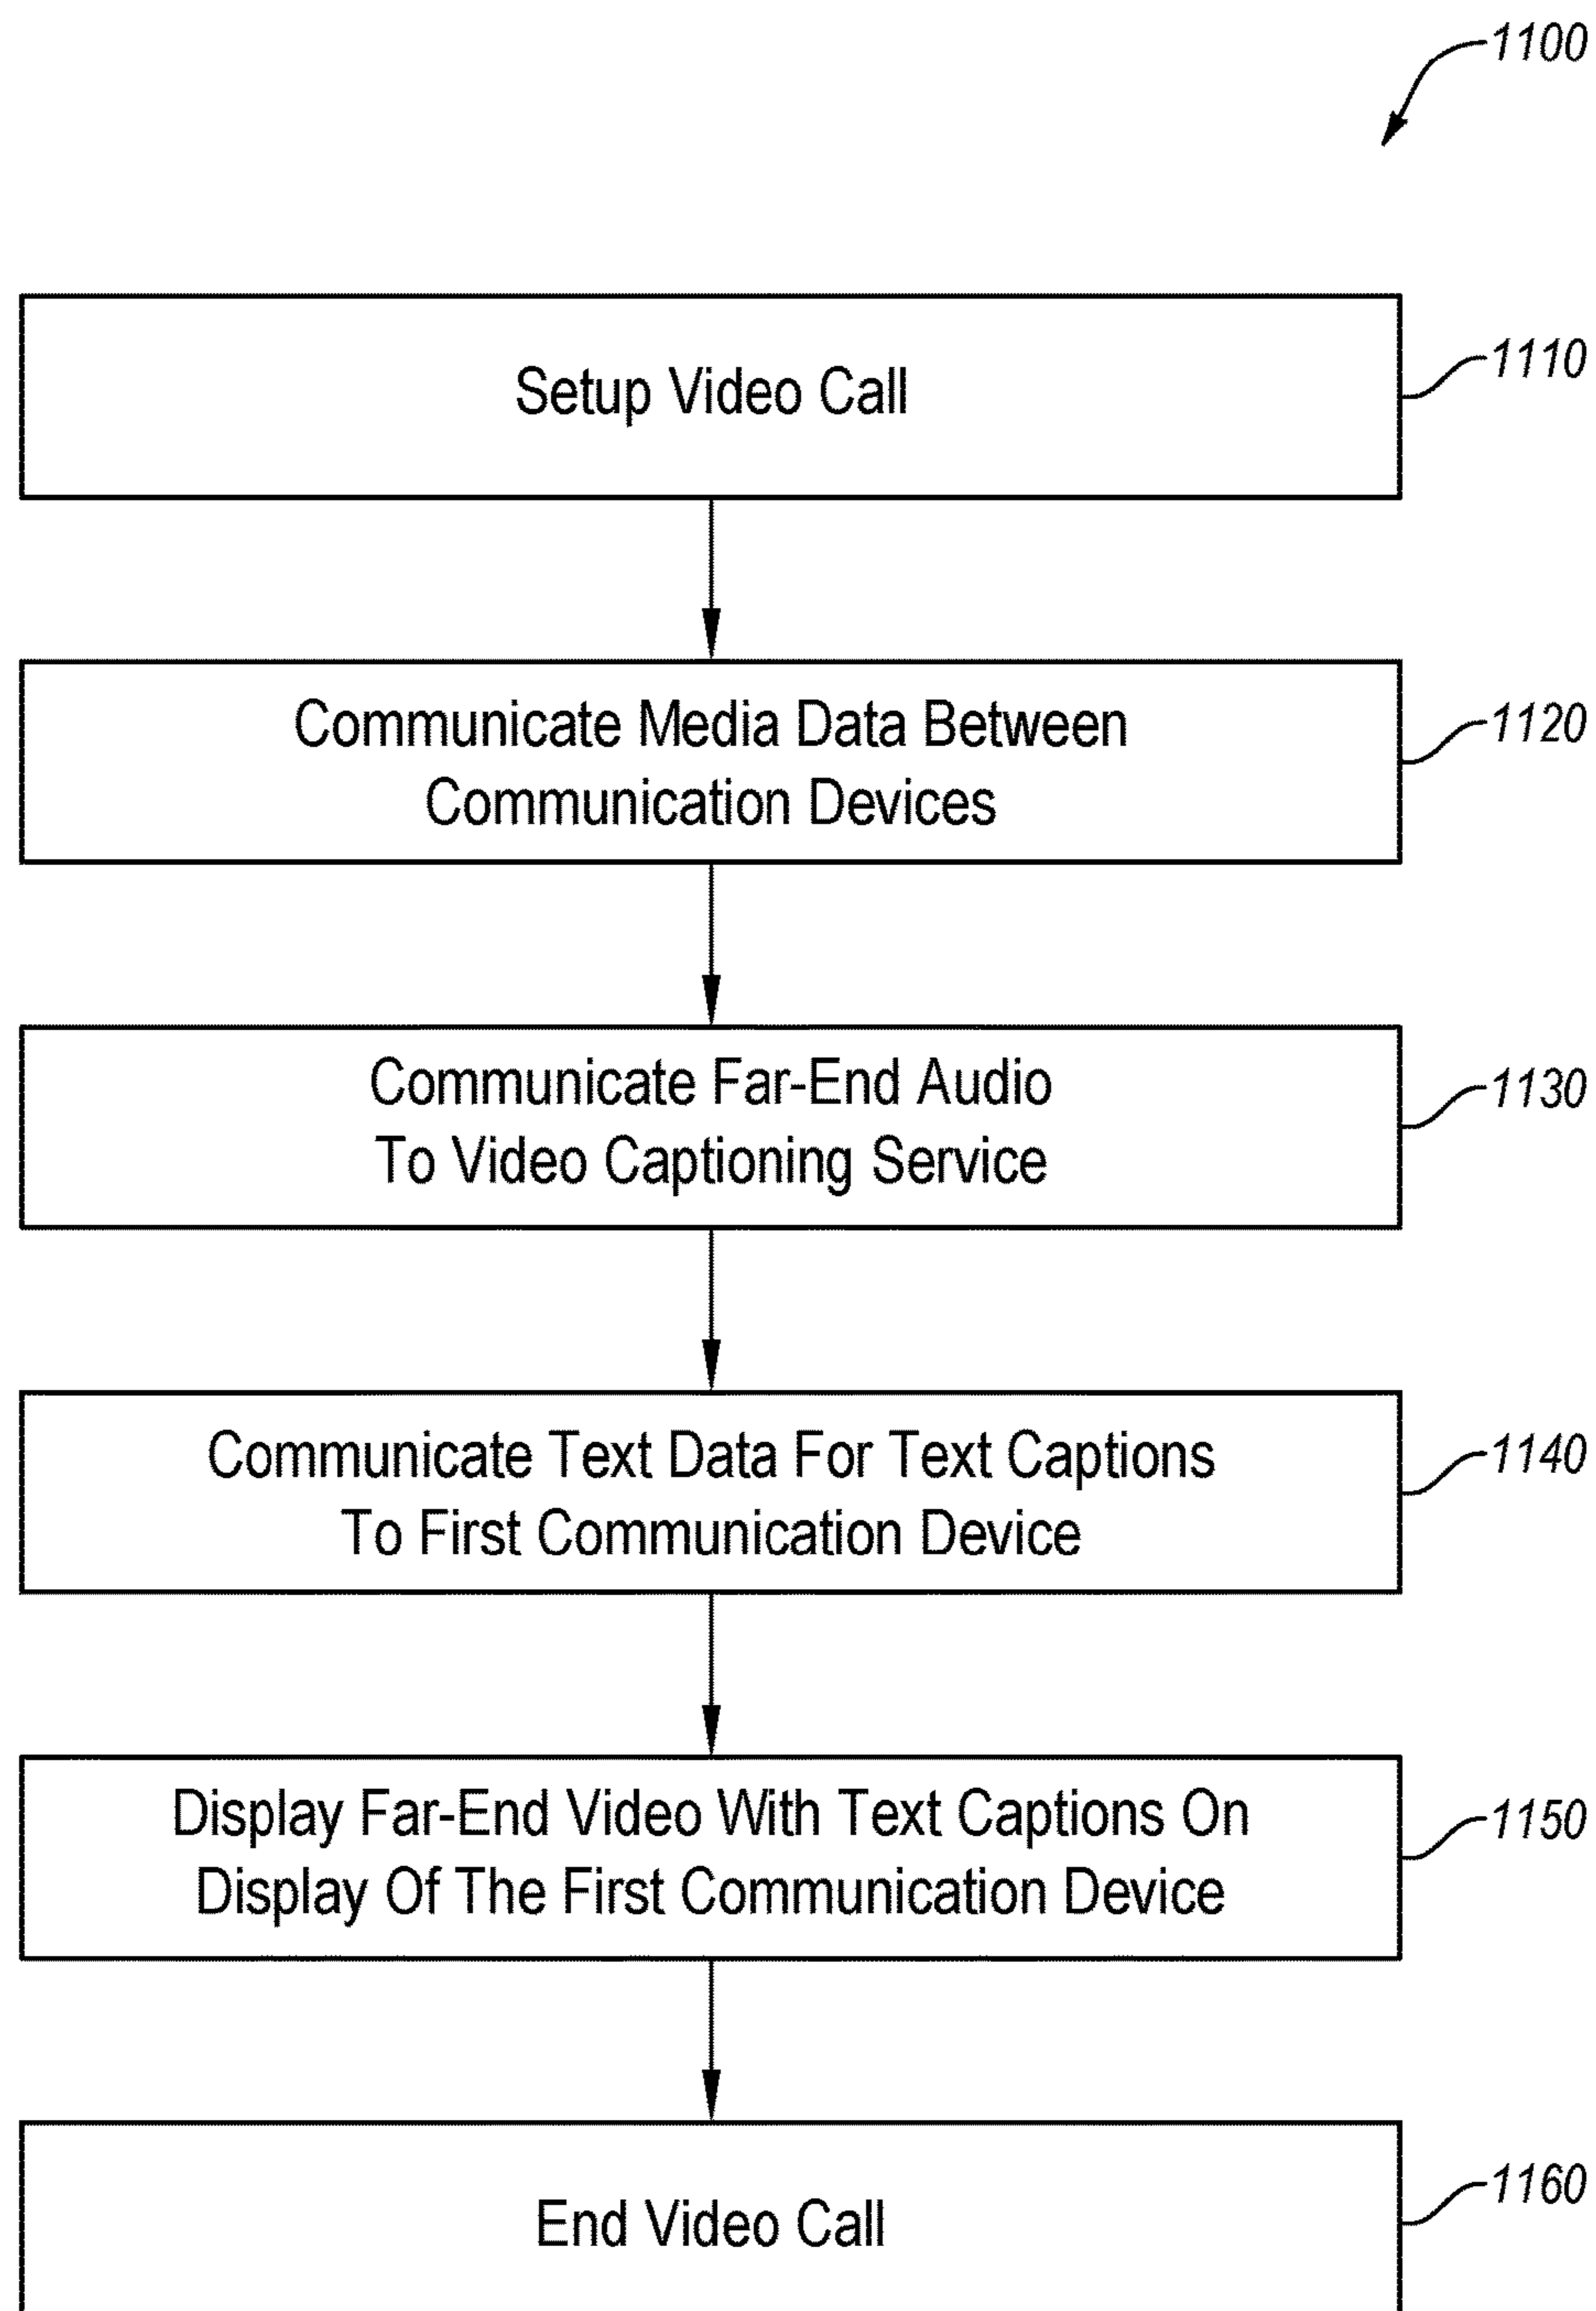 1100
Setup Video Call
1110
Communicate Media Data Between
Communication Devices
1120
Communicate Far-End Audio
To Video Captioning Service
1130
Communicate Text Data For Text Captions
To First Communication Device
1140
Display Far-End Video With Text Captions On
Display Of The First Communication Device
1150
End Video Call
1160